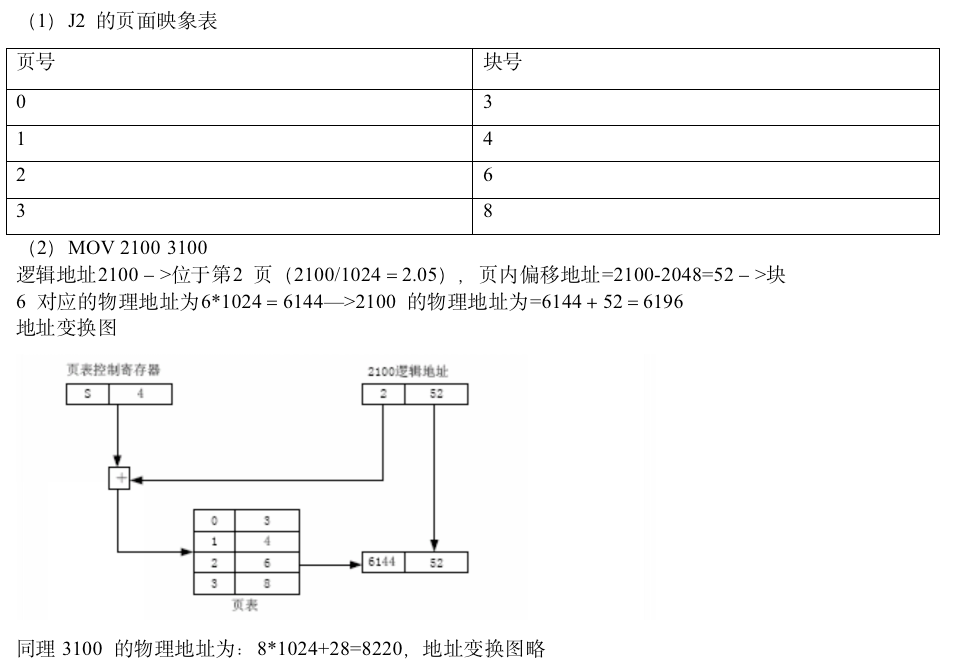 （1）J2 的页面映象表
页号 块号
0 3
1 4
2 6
3 8
（2）MOV 2100 3100
逻辑地址2100－>位于第2 页（2100/1024＝2.05），页内偏移地址=2100-2048=52－>块
6 对应的物理地址为6*1024＝6144—>2100 的物理地址为=6144＋52＝6196
地址变换图
页表控制寄存器 2100逻辑地址
S 4 2 52
+
0 3
1 4
2 6
3 8
6144 52
页表
同理 3100 的物理地址为：8*1024+28=8220，地址变换图略